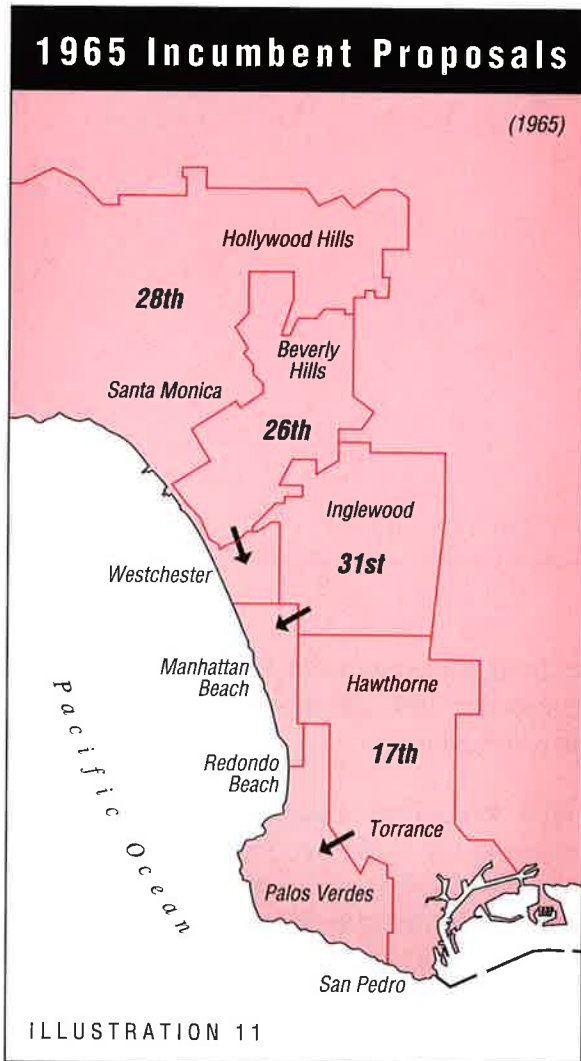 1965 Incumbent Proposals
(1965)
Hollywood Hills
28th
Beverly
Hills
Santa Monica
26th
Inglewood
Westchester
31st
Manhattan
Beach
Hawthorne
Pacific Ocean
17th
Redondo
Beach
Torrance
Palos Verdes
San Pedro
ILLUSTRATION 11